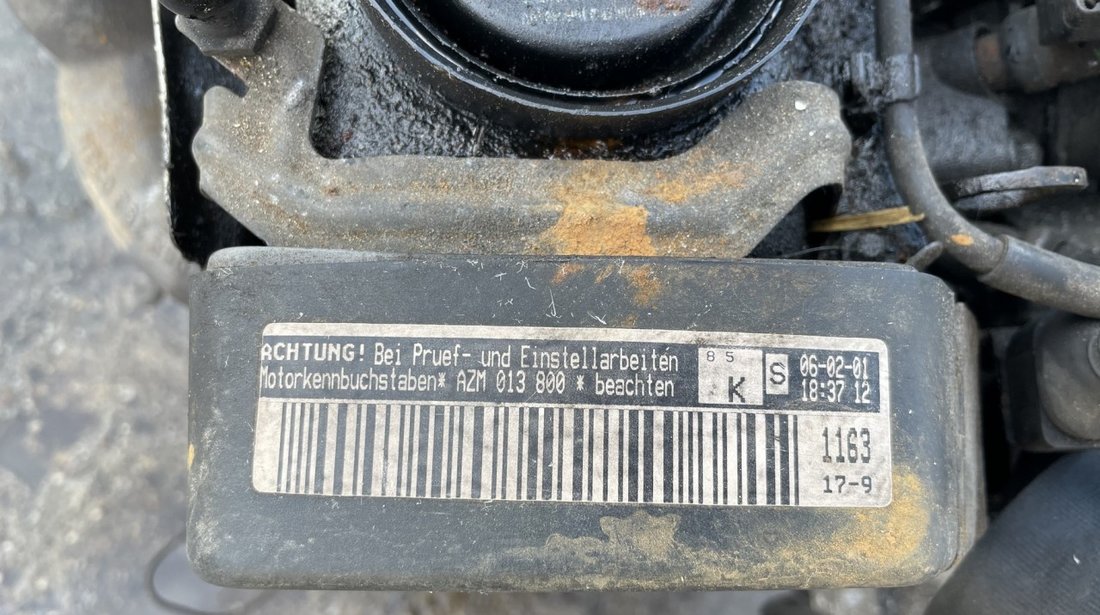 ACHTUNG! Bei Pruef- und Einstellarbeiten
Motorkennbuchstaben* AZM 013 800 * beachten
8 5
K
S
06-02-01
18:37 12
1163
17-9